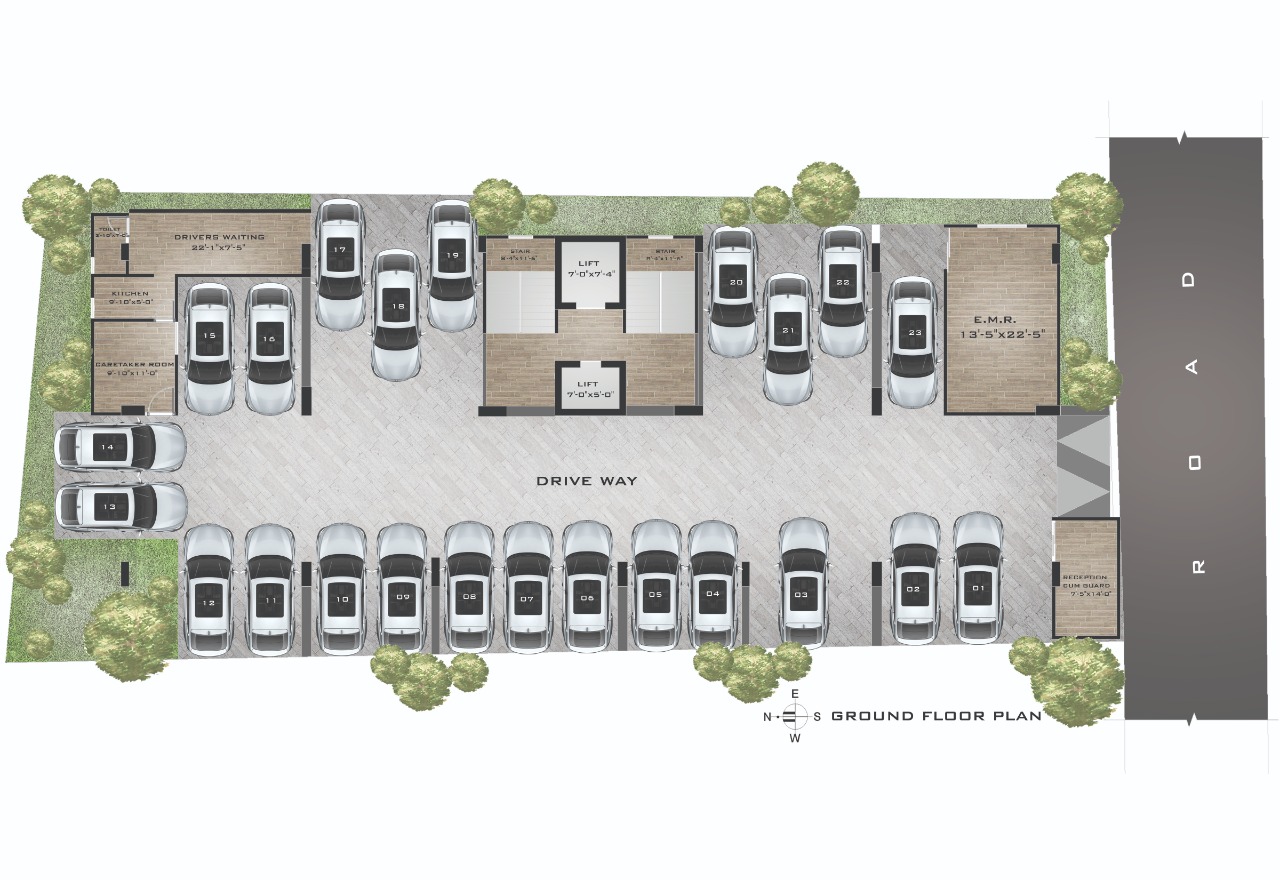 17
19
TOILET
DRIVERS WAITING
22'-1"x7'-5"
STAIR
LIFT
7'-0"x7'-4"
STAIR
20
22
D
KITCHEN
9'-10"x5'-0"
18
15
16
21
23
E.M.R.
13'-5"x22'-5"
CARETAKER ROOM
9'-10"x11'-0"
LIFT
7'-0"x5'-0"
A
14
13
DRIVE WAY
O
12
11
10
09
08
07
06
05
04
03
02
01
RECEPTION
CUM GUARD
7'-5"x14'-0"
R
E
N
S
W
GROUND FLOOR PLAN